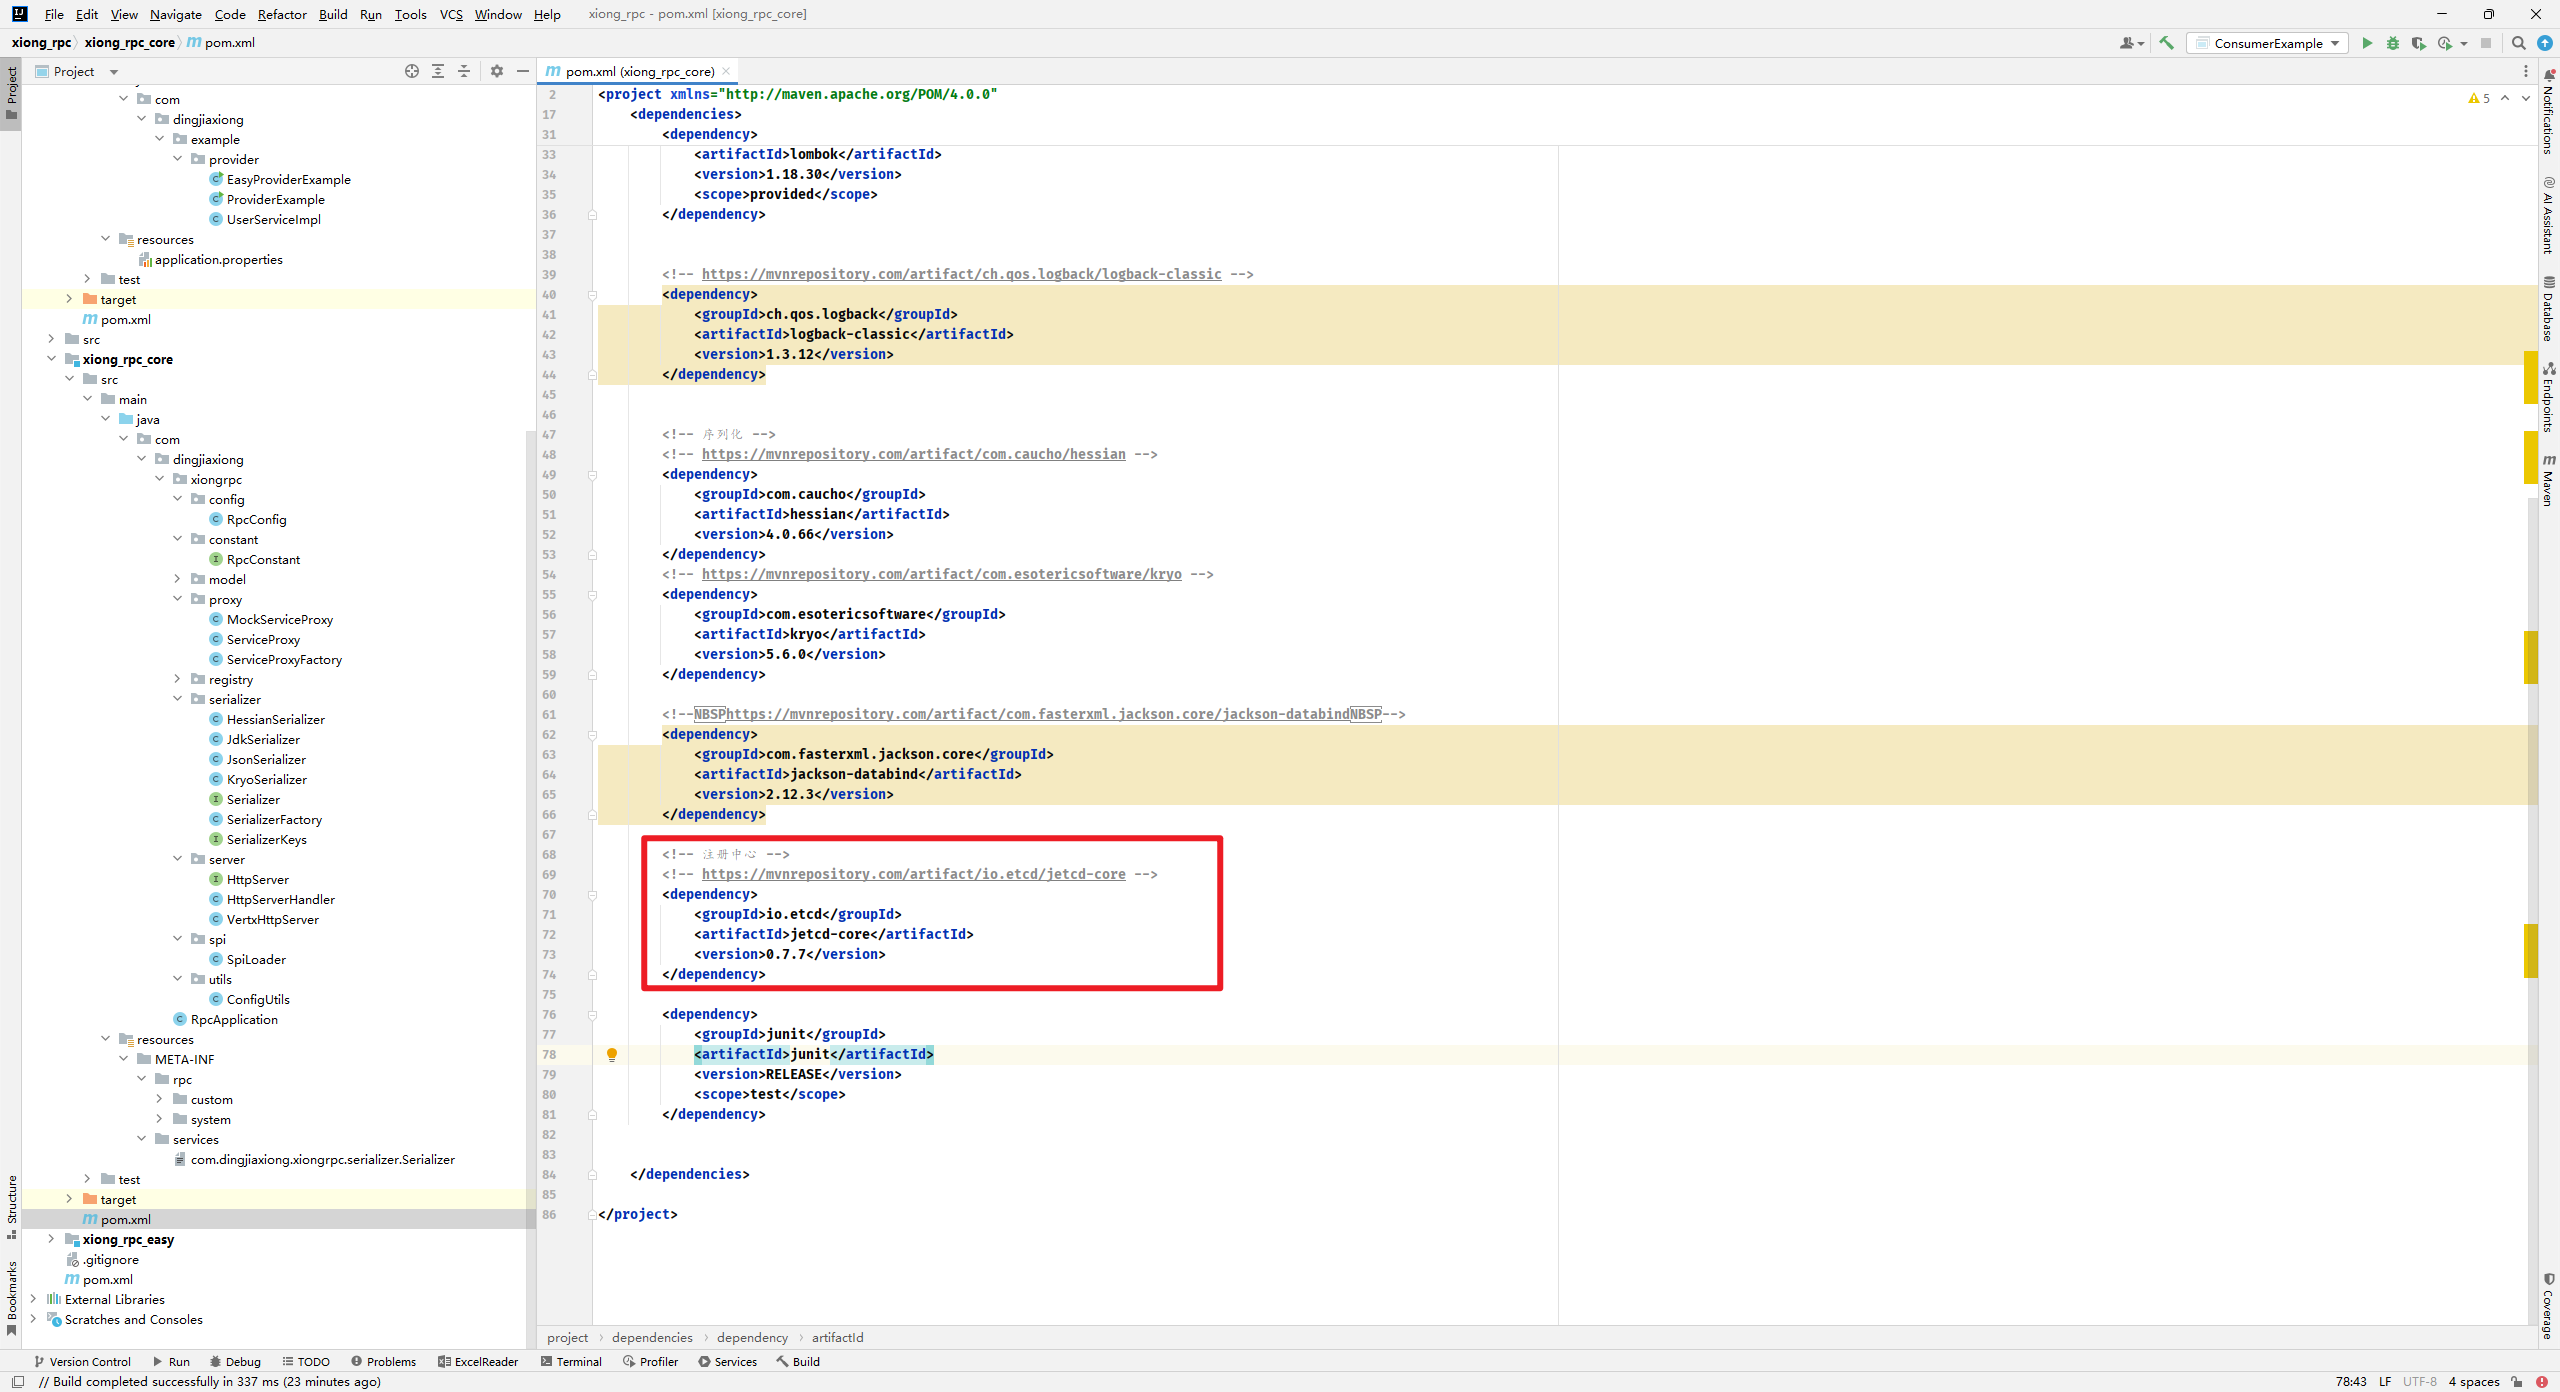 File Edit View Navigate Code Refactor Build Run Tools VCS Window Help xiong_rpc - pom.xml [xiong_rpc_core]
xiong_rpc xiong_rpc_core pom.xml
ConsumerExample
Project
pom.xml (xiong_rpc_core)
Project
com
dingjiaxiong
example
provider
EasyProviderExample
ProviderExample
UserServiceImpl
resources
application.properties
test
target
pom.xml
src
xiong_rpc_core
src
main
java
com
dingjiaxiong
xiongrpc
config
RpcConfig
constant
RpcConstant
model
proxy
MockServiceProxy
ServiceProxy
ServiceProxyFactory
registry
serializer
HessianSerializer
JdkSerializer
JsonSerializer
KryoSerializer
Serializer
SerializerFactory
SerializerKeys
server
HttpServer
HttpServerHandler
VertxHttpServer
spi
SpiLoader
utils
ConfigUtils
RpcApplication
resources
META-INF
rpc
custom
system
services
com.dingjiaxiong.xiongrpc.serializer.Serializer
test
target
pom.xml
xiong_rpc_easy
.gitignore
pom.xml
External Libraries
Scratches and Consoles
Structure
Bookmarks
2 <project xmlns="http://maven.apache.org/POM/4.0.0"
17 <dependencies>
31 <dependency>
33 <artifactId>lombok</artifactId>
34 <version>1.18.30</version>
35 <scope>provided</scope>
36 </dependency>
37
38
39 <!-- https://mvnrepository.com/artifact/ch.qos.logback/logback-classic -->
40 <dependency>
41 <groupId>ch.qos.logback</groupId>
42 <artifactId>logback-classic</artifactId>
43 <version>1.3.12</version>
44 </dependency>
45
46
47 <!-- 序列化 -->
48 <!-- https://mvnrepository.com/artifact/com.caucho/hessian -->
49 <dependency>
50 <groupId>com.caucho</groupId>
51 <artifactId>hessian</artifactId>
52 <version>4.0.66</version>
53 </dependency>
54 <!-- https://mvnrepository.com/artifact/com.esotericsoftware/kryo -->
55 <dependency>
56 <groupId>com.esotericsoftware</groupId>
57 <artifactId>kryo</artifactId>
58 <version>5.6.0</version>
59 </dependency>
60
61 <!--NBSPhttps://mvnrepository.com/artifact/com.fasterxml.jackson.core/jackson-databindNBSP-->
62 <dependency>
63 <groupId>com.fasterxml.jackson.core</groupId>
64 <artifactId>jackson-databind</artifactId>
65 <version>2.12.3</version>
66 </dependency>
67
68 <!-- 注册中心 -->
69 <!-- https://mvnrepository.com/artifact/io.etcd/jetcd-core -->
70 <dependency>
71 <groupId>io.etcd</groupId>
72 <artifactId>jetcd-core</artifactId>
73 <version>0.7.7</version>
74 </dependency>
75
76 <dependency>
77 <groupId>junit</groupId>
78 <artifactId>junit</artifactId>
79 <version>RELEASE</version>
80 <scope>test</scope>
81 </dependency>
82
83
84 </dependencies>
85
86 </project>
5
Notifications
AI Assistant
Database
Endpoints
Maven
Coverage
project dependencies dependency artifactId
Version Control Run Debug TODO Problems ExcelReader Terminal Profiler Services Build
// Build completed successfully in 337 ms (23 minutes ago)
78:43 LF UTF-8 4 spaces